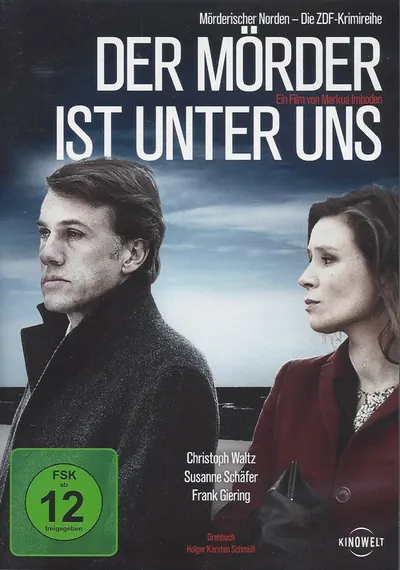 Mörderischer Norden – Die ZDF-Krimireihe
DER MÖRDER
Ein Film von Markus Imboden
IST UNTER UNS
Christoph Waltz
Susanne Schäfer
Frank Giering
FSK
ab
12
freigegeben
Drehbuch
Holger Karsten Schmidt
KINOWELT